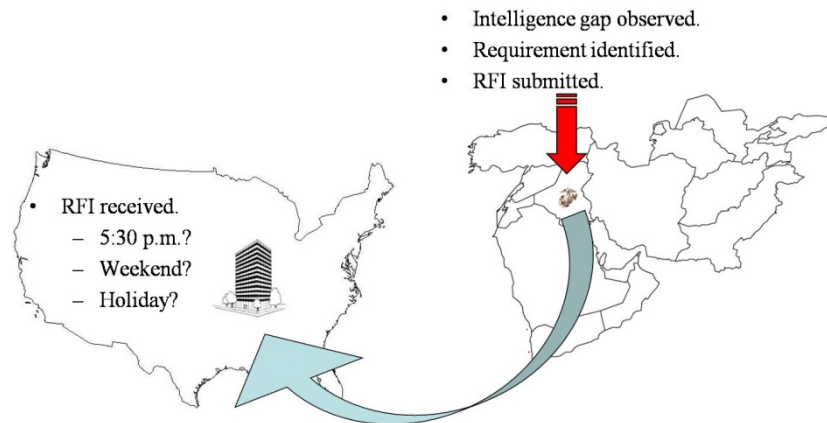 • Intelligence gap observed.
• Requirement identified.
• RFI submitted.
• RFI received.
– 5:30 p.m.?
– Weekend?
– Holiday?